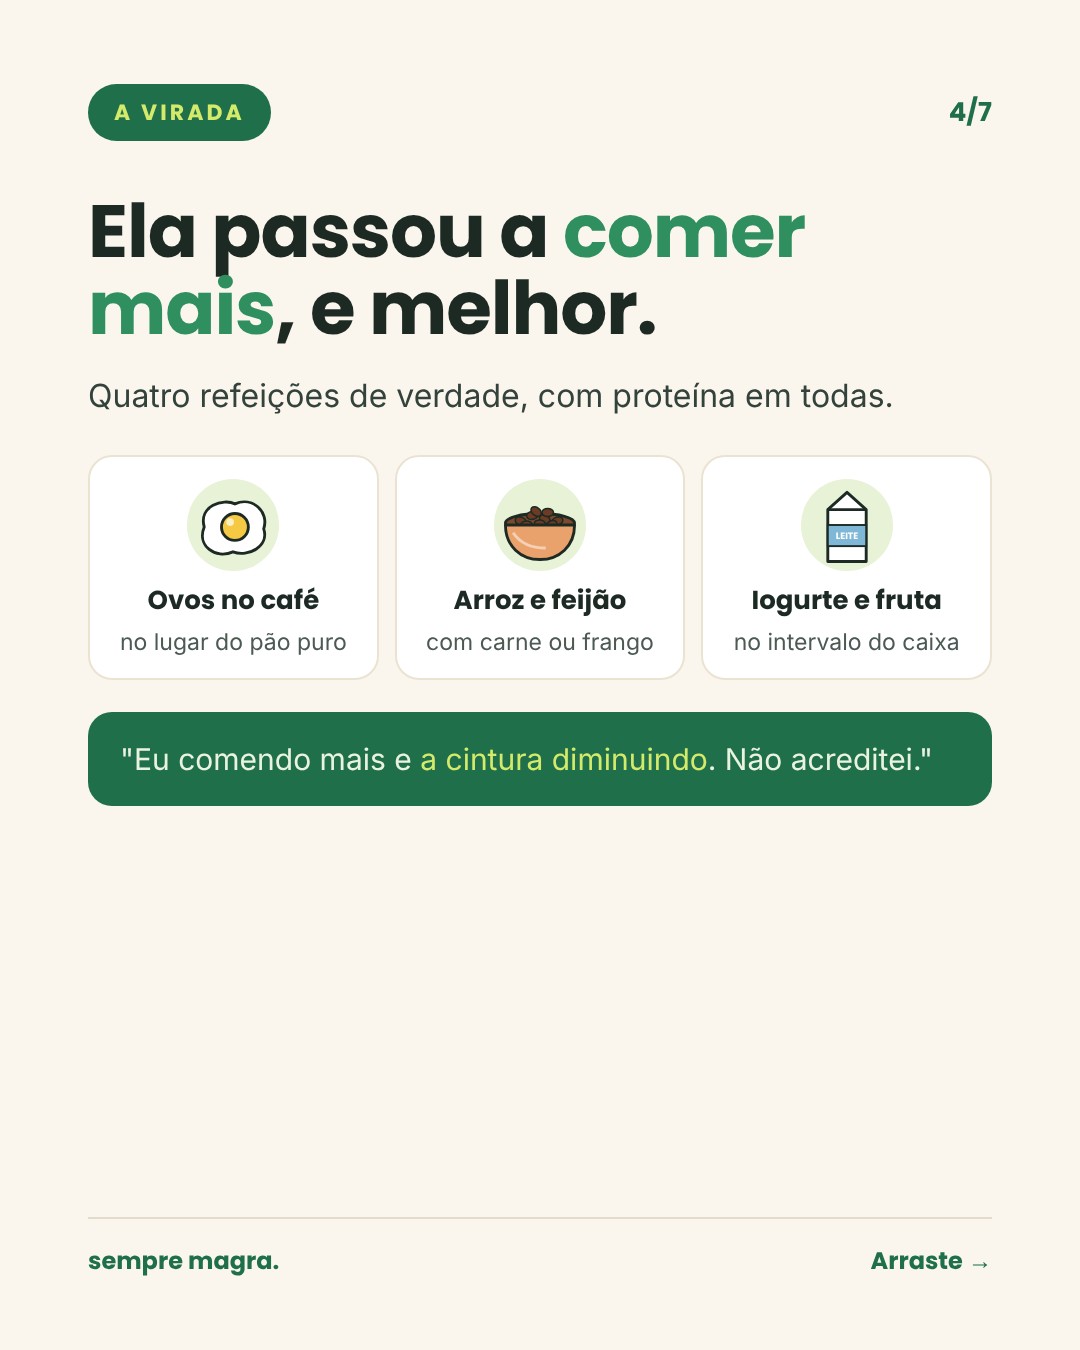 A VIRADA
4/7
Ela passou a comer
mais, e melhor.
Quatro refeições de verdade, com proteína em todas.
LEITE
Ovos no café
no lugar do pão puro
Arroz e feijão
com carne ou frango
Iogurte e fruta
no intervalo do caixa
"Eu comendo mais e a cintura diminuindo. Não acreditei."
sempre magra.
Arraste →